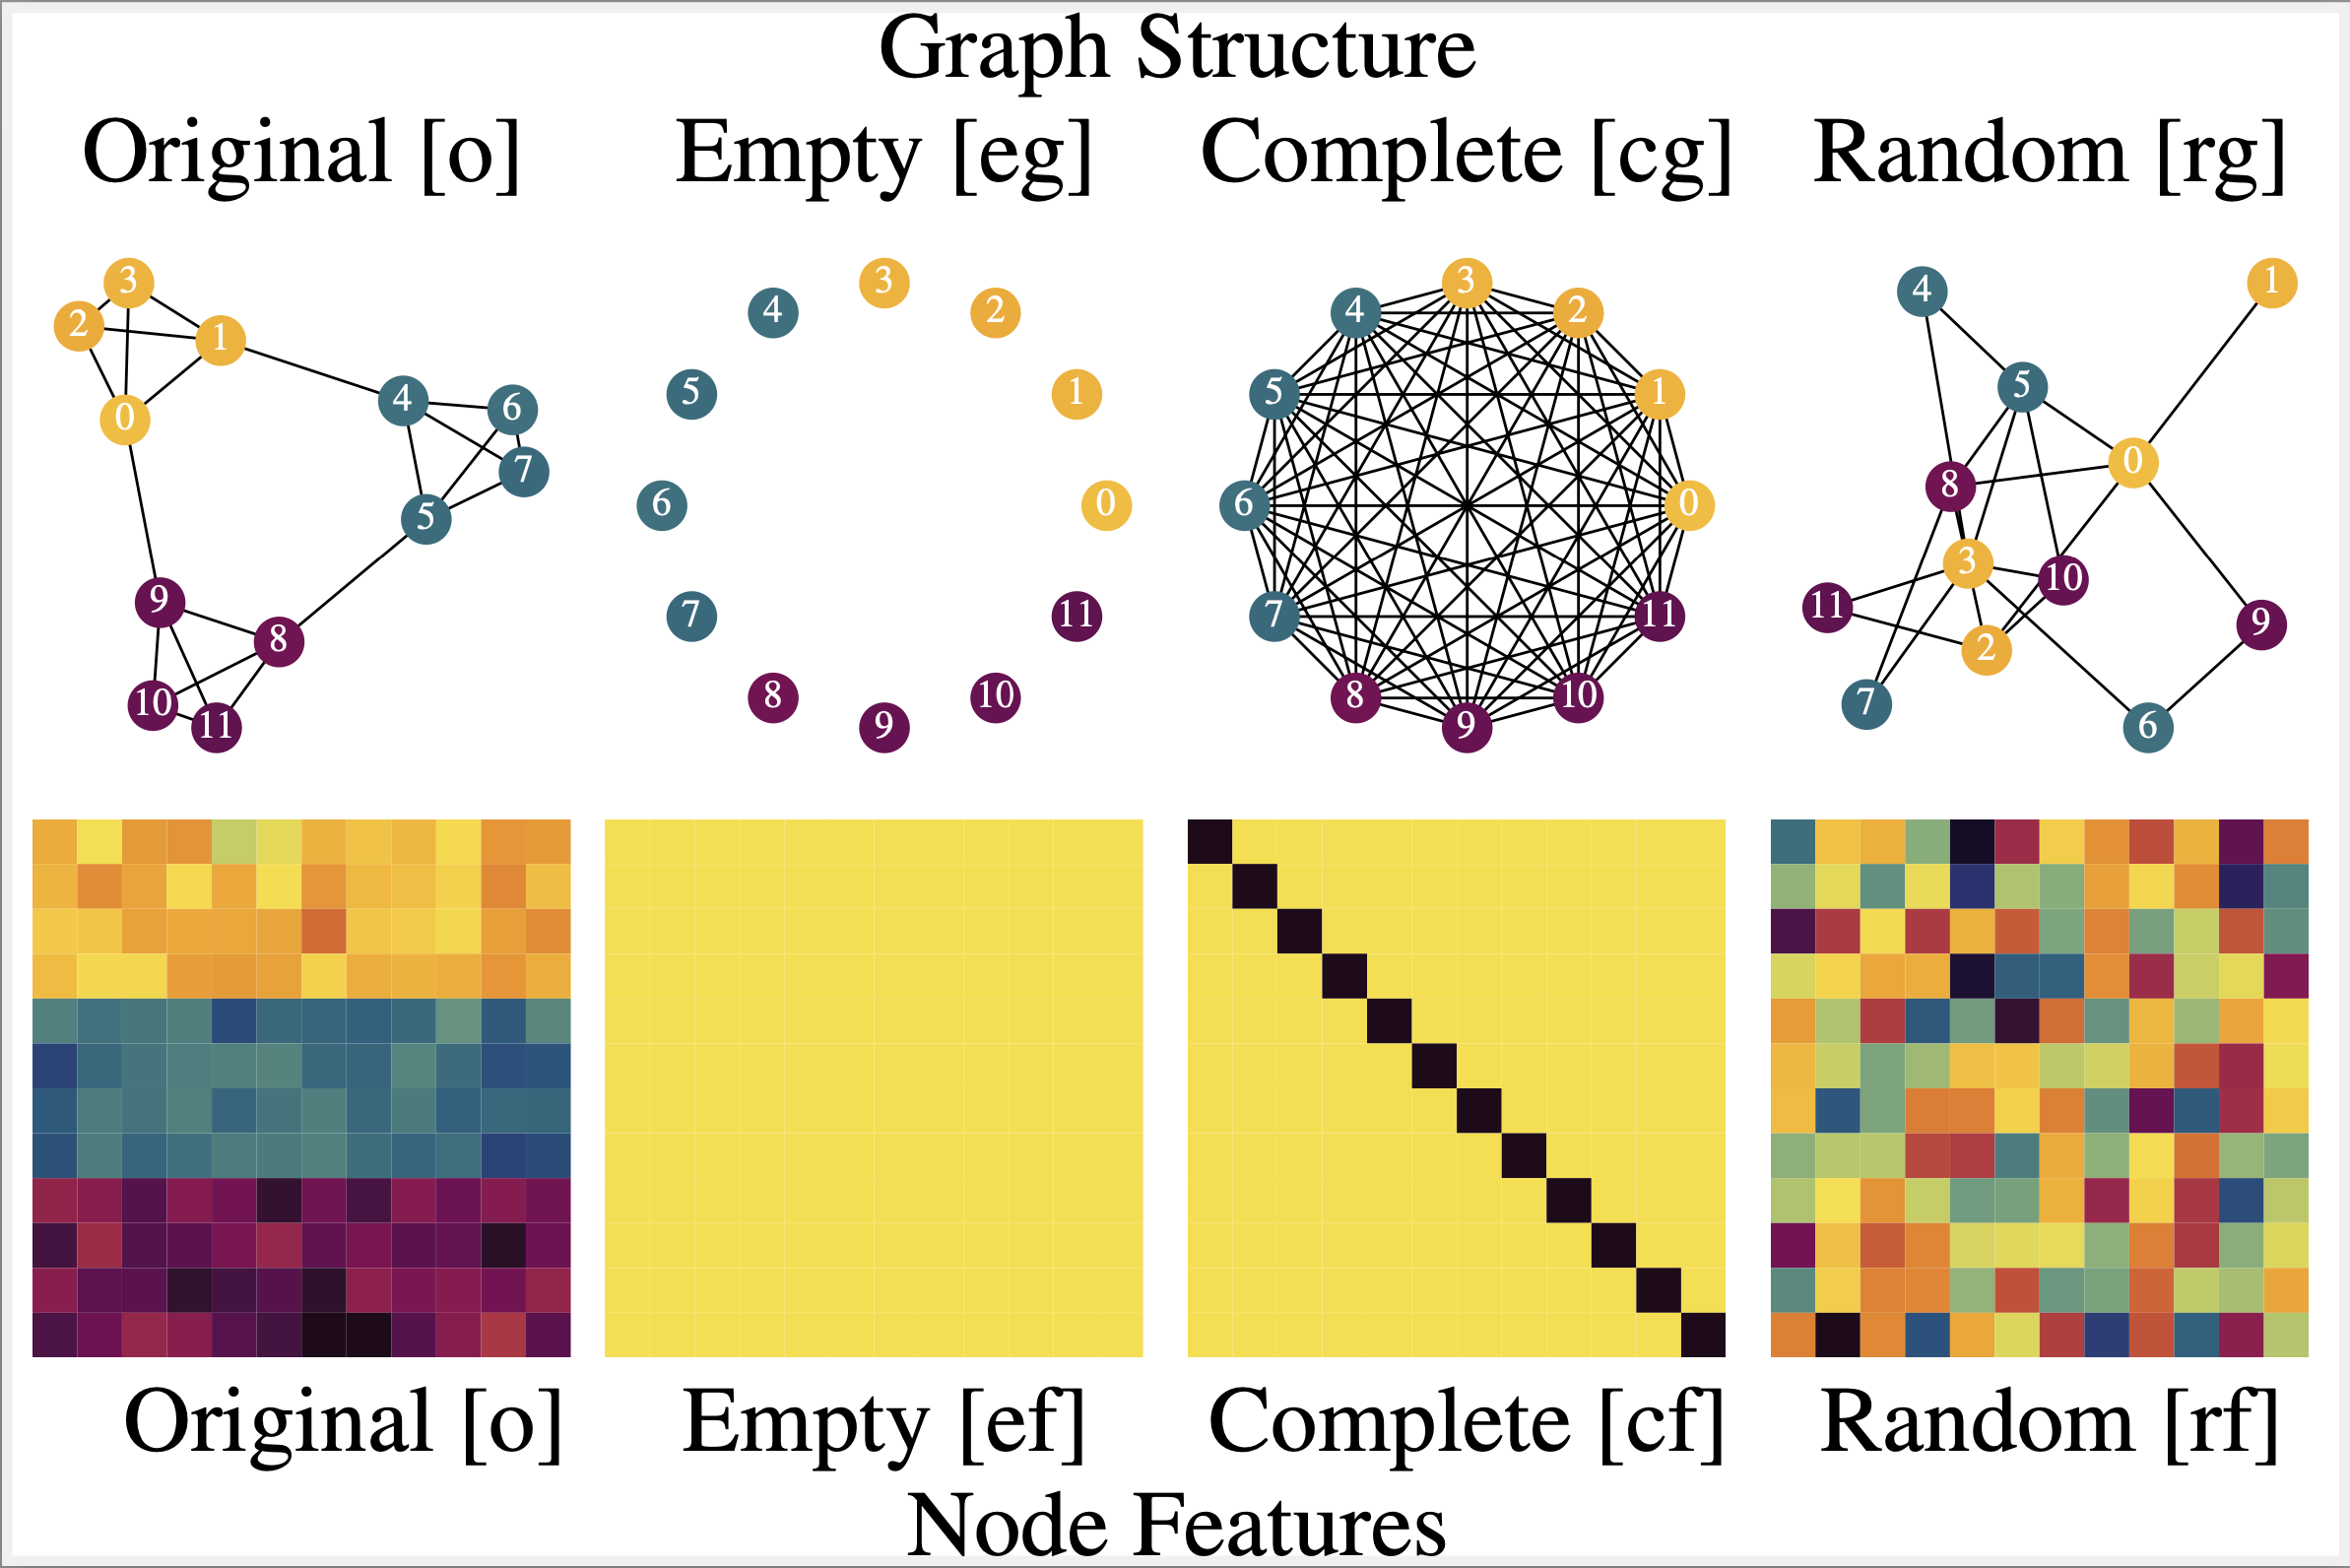 Graph Structure
Original [o] Empty [eg] Complete [cg] Random [rg]
3 2 1 0 4 6 7 5 9 8 10 11
3 4 2 5 1 6 0 7 11 8 10 9
3 4 2 5 1 6 0 7 11 8 10 9
4 1 5 0 8 3 10 11 9 2 7 6
Original [o] Empty [ef] Complete [cf] Random [rf]
Node Features